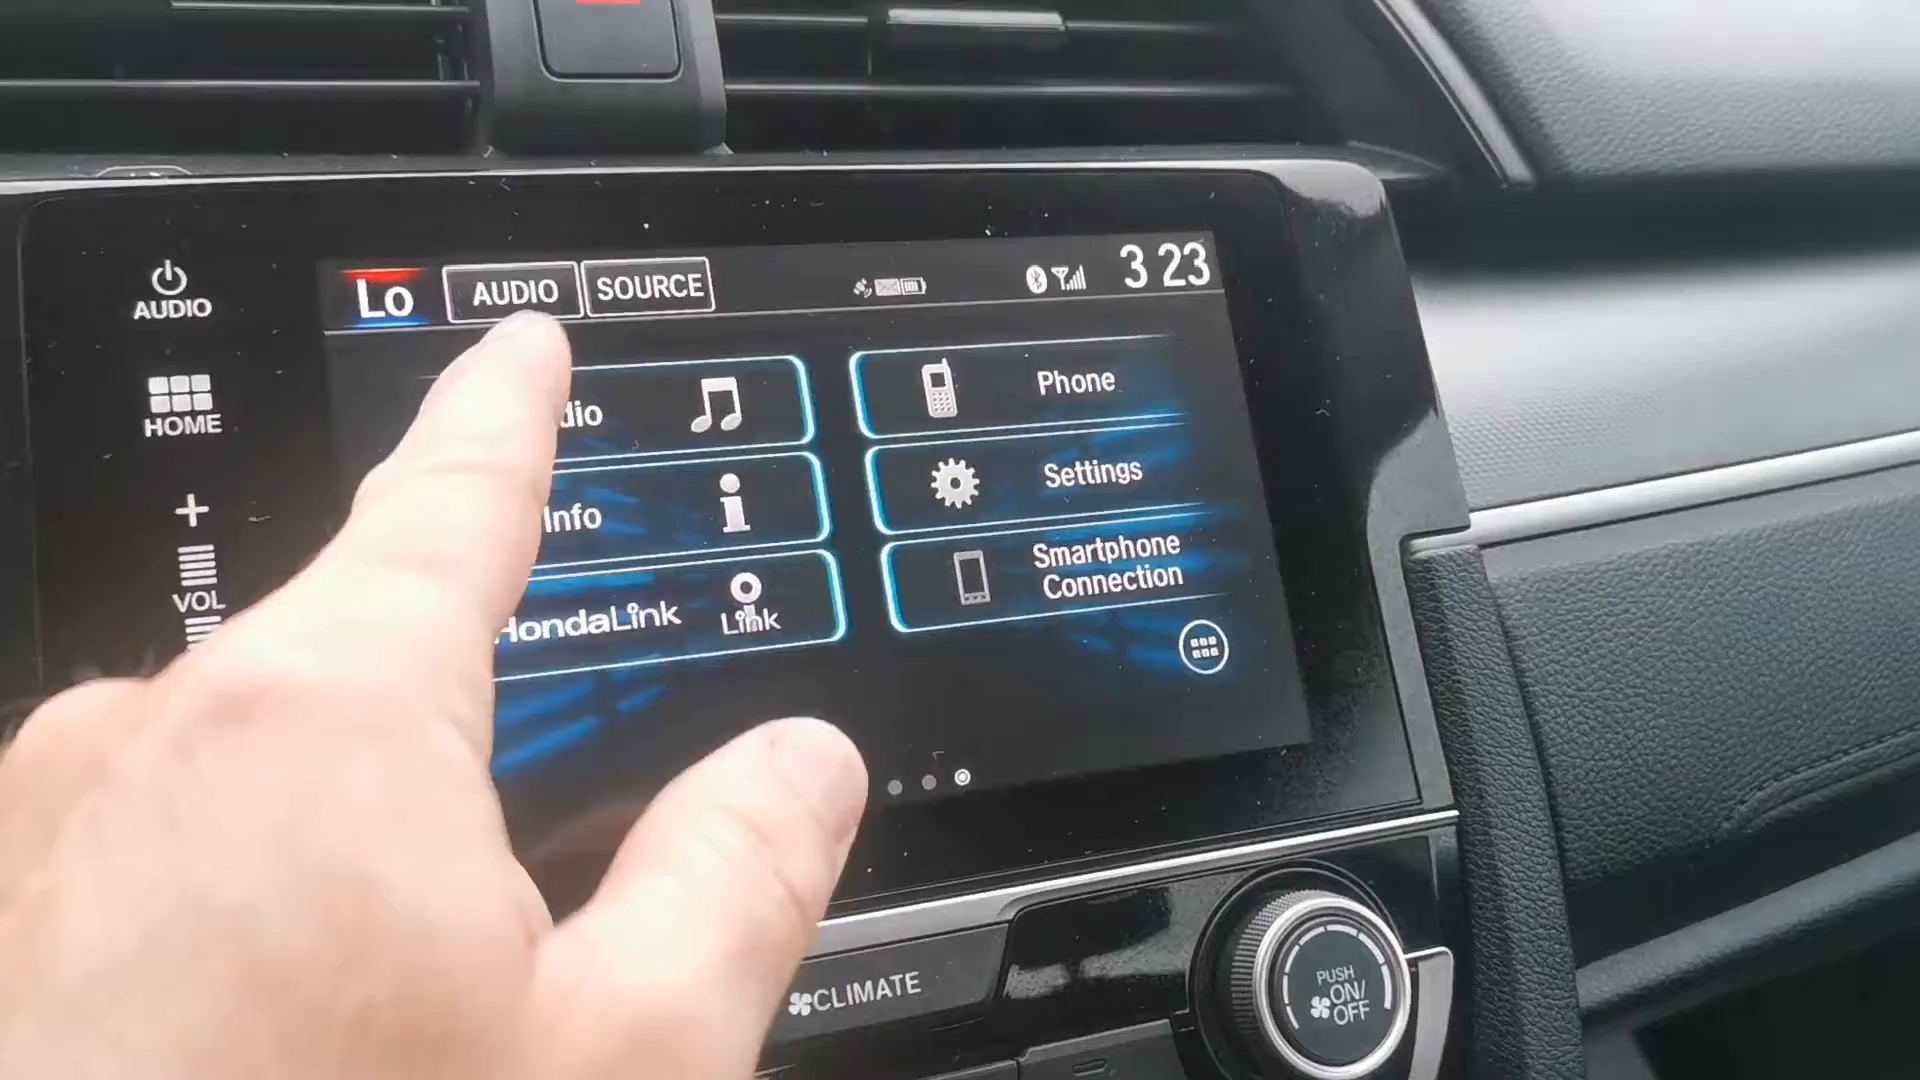 AUDIO
HOME
+
VOL
Lo
AUDIO
SOURCE
3 23
dio
Info
HondaLink
Link
Phone
Settings
Smartphone
Connection
CLIMATE
PUSH
ON/
OFF